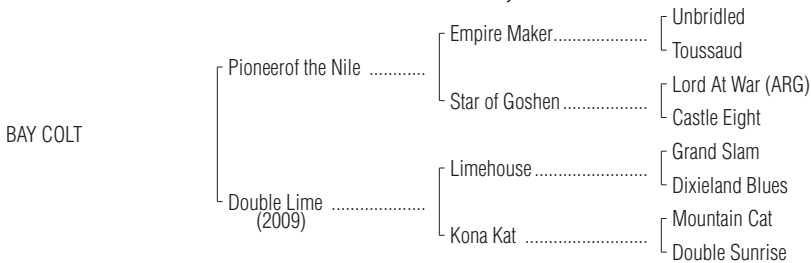 Unbridled
Empire Maker....................
Toussaud
Pioneerof the Nile ............
Lord At War (ARG)
Star of Goshen ..................
Castle Eight
BAY COLT
Grand Slam
Limehouse ........................
Dixieland Blues
Double Lime ....................
(2009)
Mountain Cat
Kona Kat ..........................
Double Sunrise